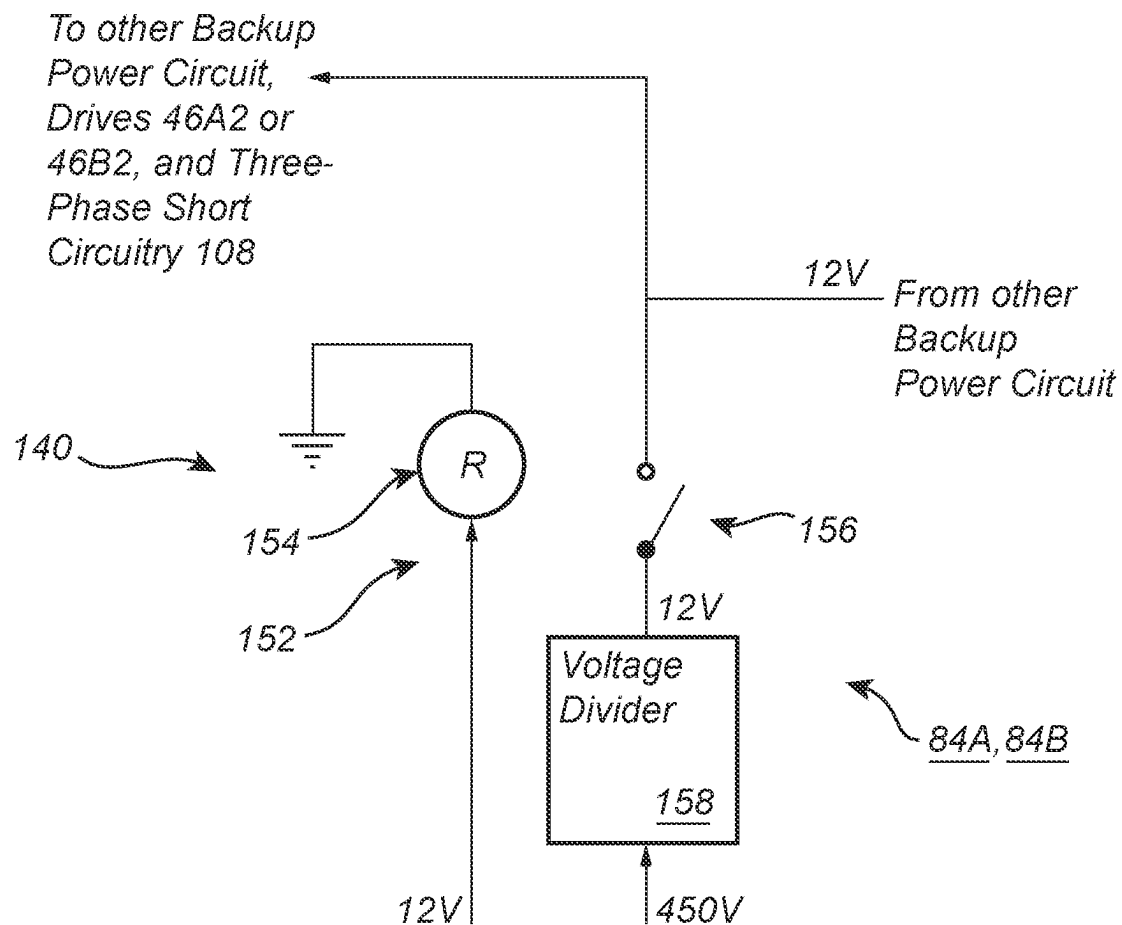 To other Backup
Power Circuit,
Drives 46A2 or
46B2, and Three-
Phase Short
Circuitry 108
12V
From other
Backup
Power Circuit
140
R
154
156
152
12V
Voltage
Divider
84A, 84B
158
12V
450V